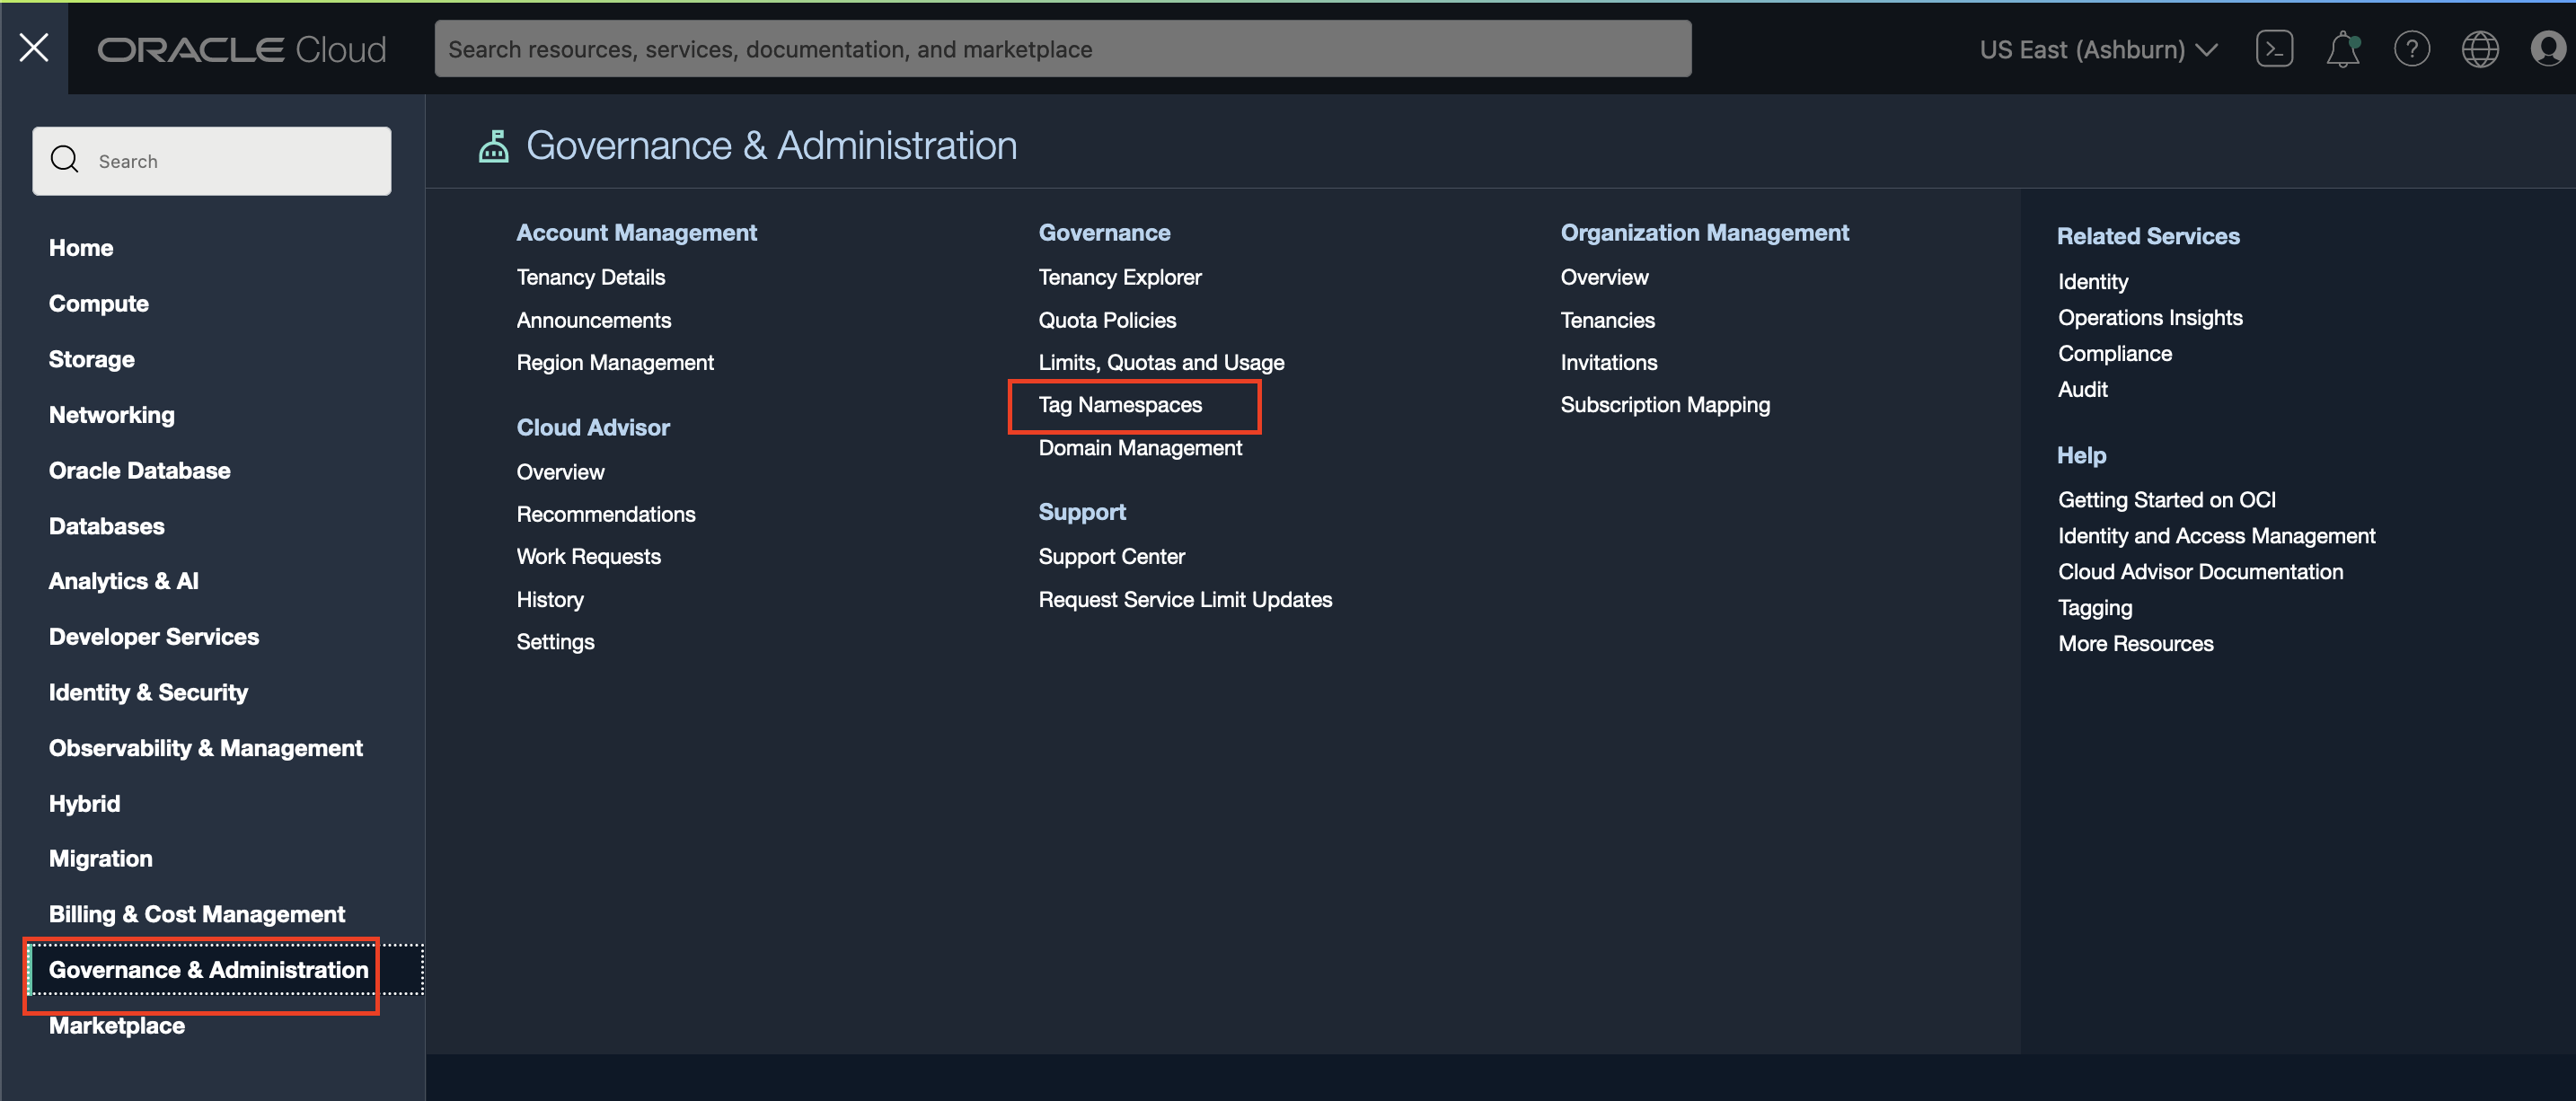 ORACLE Cloud
Search resources, services, documentation, and marketplace
US East (Ashburn)
Search
Home
Compute
Storage
Networking
Oracle Database
Databases
Analytics & AI
Developer Services
Identity & Security
Observability & Management
Hybrid
Migration
Billing & Cost Management
Governance & Administration
Marketplace
Governance & Administration
Account Management
Tenancy Details
Announcements
Region Management
Cloud Advisor
Overview
Recommendations
Work Requests
History
Settings
Governance
Tenancy Explorer
Quota Policies
Limits, Quotas and Usage
Tag Namespaces
Domain Management
Support
Support Center
Request Service Limit Updates
Organization Management
Overview
Tenancies
Invitations
Subscription Mapping
Related Services
Identity
Operations Insights
Compliance
Audit
Help
Getting Started on OCI
Identity and Access Management
Cloud Advisor Documentation
Tagging
More Resources